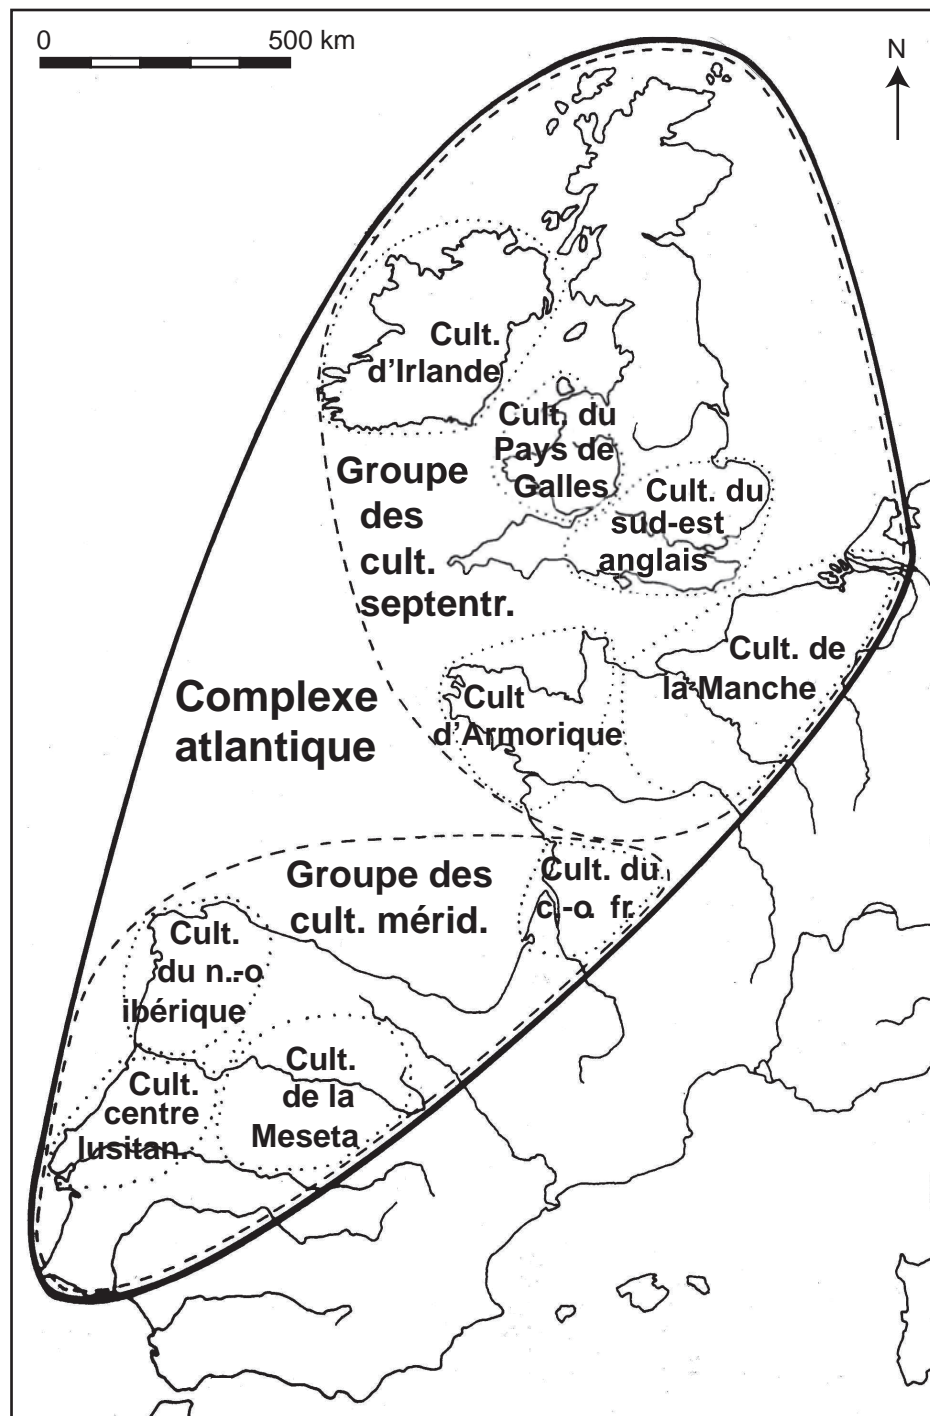 0 500 km
N
Cult.
d'Irlande
Cult. du
Pays de
Galles
Groupe
des
cult.
septentr.
Cult. du
sud-est
anglais
Cult. de
la Manche
Complexe
atlantique
Cult
d'Armorique
Groupe des
cult. mérid.
Cult. du
c.-o. fr.
Cult.
du n.-o
ibérique
Cult.
de la
Meseta
Cult.
centre
lusitan.